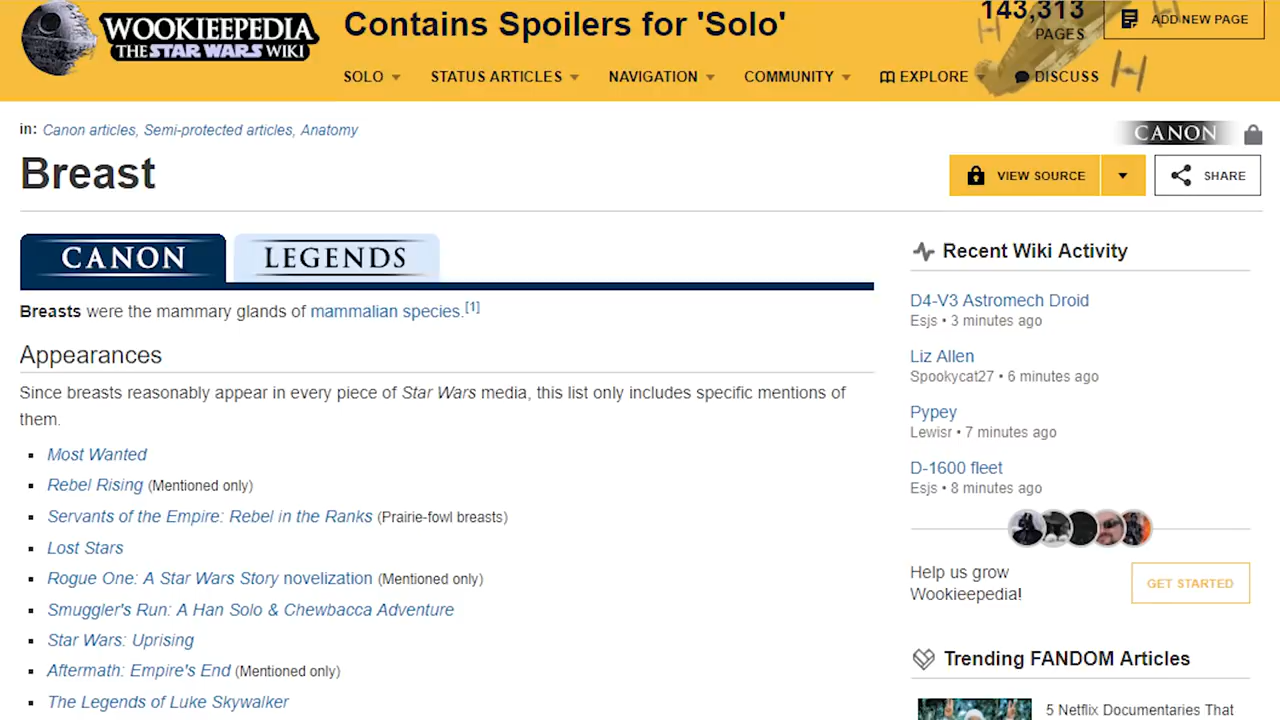 WOOKIEEPEDIA
THE STAR WARS WIKI
Contains Spoilers for 'Solo'
143,313
PAGES
ADD NEW PAGE
SOLO
STATUS ARTICLES
NAVIGATION
COMMUNITY
EXPLORE
DISCUSS
in: Canon articles, Semi-protected articles, Anatomy
CANON
Breast
VIEW SOURCE
SHARE
CANON
LEGENDS
Breasts were the mammary glands of mammalian species.[1]
Appearances
Since breasts reasonably appear in every piece of Star Wars media, this list only includes specific mentions of
them.
Most Wanted
Rebel Rising (Mentioned only)
Servants of the Empire: Rebel in the Ranks (Prairie-fowl breasts)
Lost Stars
Rogue One: A Star Wars Story novelization (Mentioned only)
Smuggler's Run: A Han Solo & Chewbacca Adventure
Star Wars: Uprising
Aftermath: Empire's End (Mentioned only)
The Legends of Luke Skywalker
Recent Wiki Activity
D4-V3 Astromech Droid
Esjs • 3 minutes ago
Liz Allen
Spookycat27 • 6 minutes ago
Pypey
Lewisr • 7 minutes ago
D-1600 fleet
Esjs • 8 minutes ago
Help us grow
Wookieepedia!
GET STARTED
Trending FANDOM Articles
5 Netflix Documentaries That